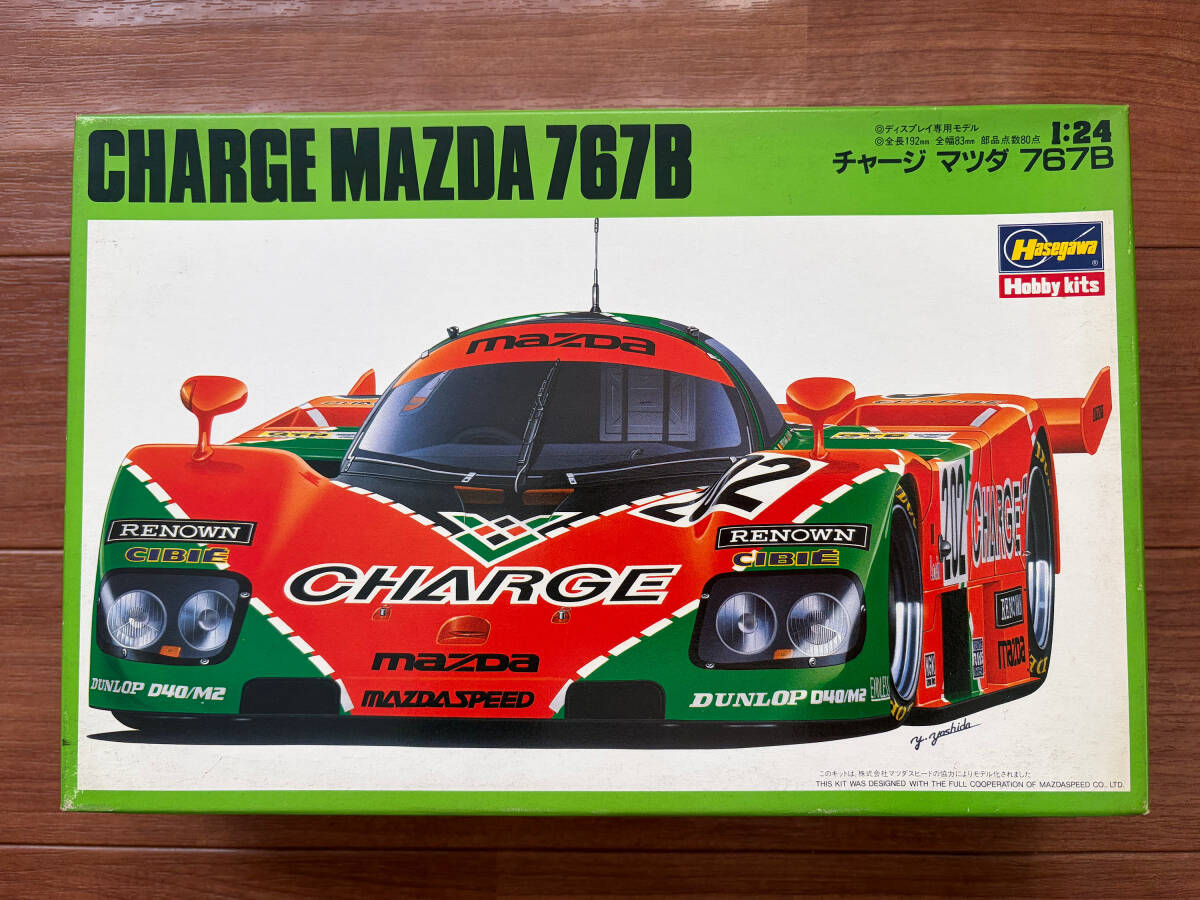 CHARGE MAZDA 767B
◎ディスプレイ専用モデル
◎全長192mm 全幅83mm 部品点数80点
1:24
チャージ マツダ 767B
Hasegawa®
Hobby kits
mazda
202
RENOWN
CIBIÉ
RENOWN
CIBIÉ
CHARGE
202
CHARGE
RENOWN
mazda
mazda
MAZDASPEED
DUNLOP D40/M2
DUNLOP D40/M2
y. yoshida
このキットは、株式会社マツダスピードの協力によりモデル化されました
THIS KIT WAS DESIGNED WITH THE FULL COOPERATION OF MAZDASPEED CO., LTD.